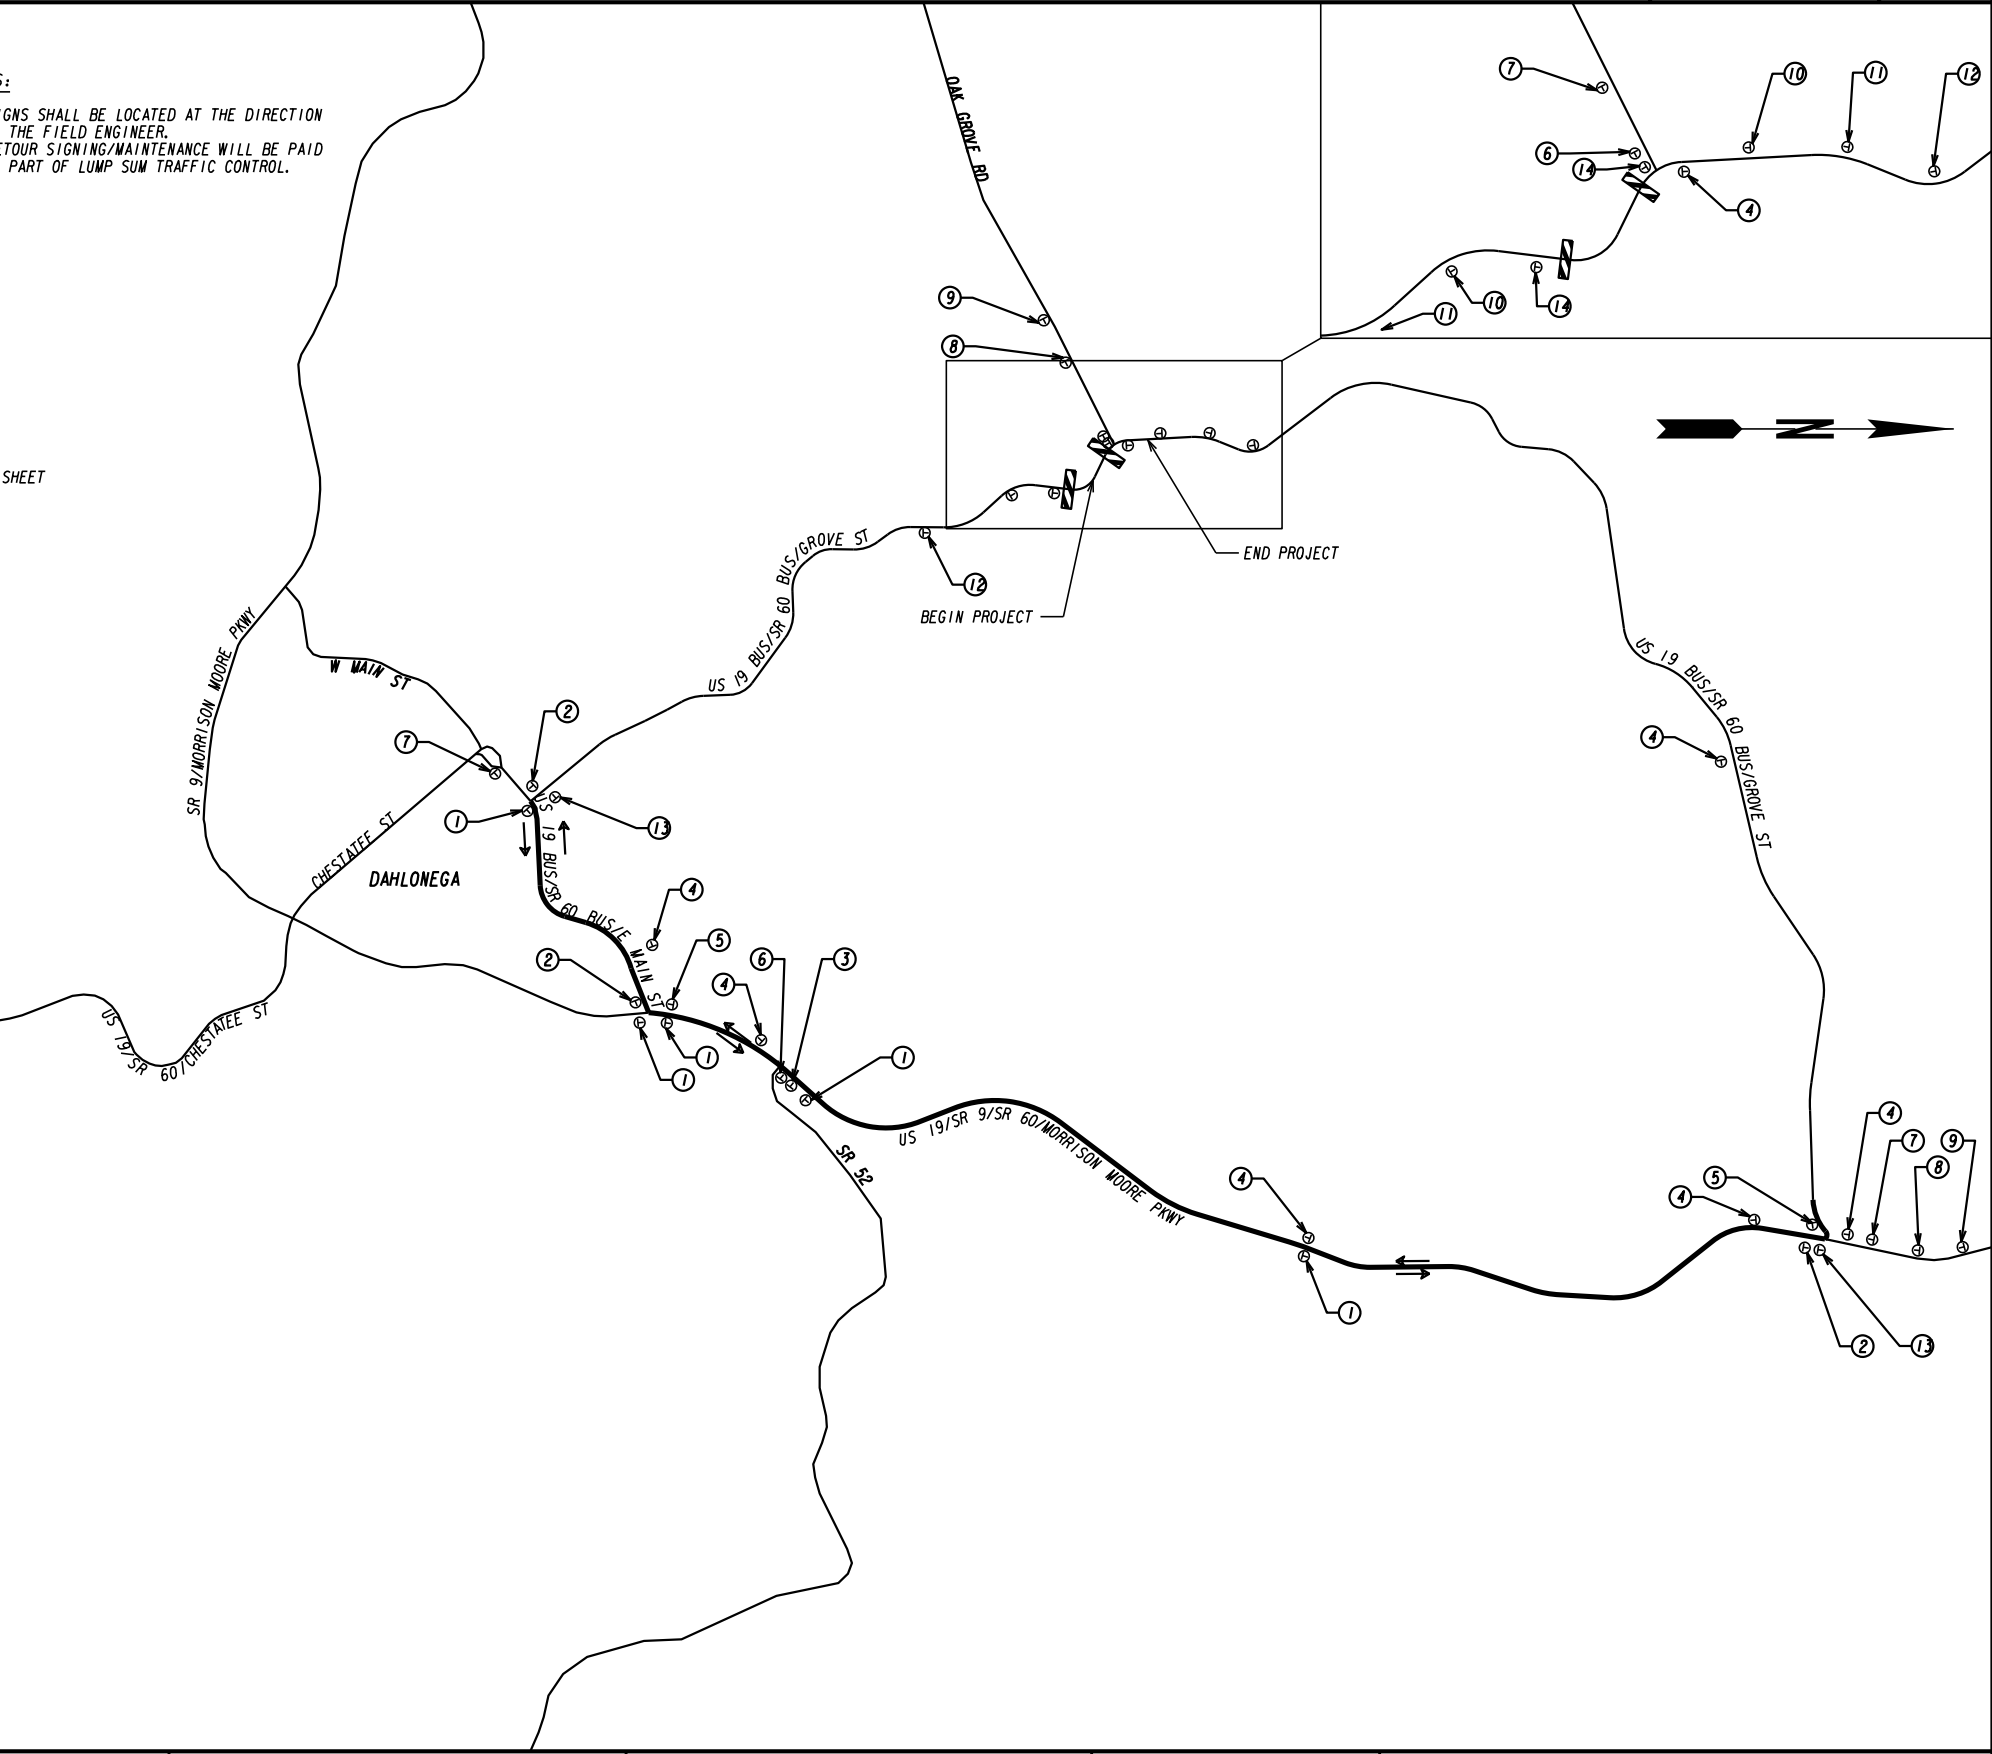 S:
IGNS SHALL BE LOCATED AT THE DIRECTION
THE FIELD ENGINEER.
ETOUR SIGNING/MAINTENANCE WILL BE PAID
PART OF LUMP SUM TRAFFIC CONTROL.
SHEET
OAK GROVE RD
7
6
14
10
11
12
4
10
14
11
9
8
N
END PROJECT
12
BEGIN PROJECT
US 19 BUS/SR 60 BUS/GROVE ST
US 19 BUS/SR 60 BUS/GROVE ST
4
SR 9/MORRISON MOORE PKWY
W MAIN ST
2
7
1
13
CHESTATEE ST
DAHLONEGA
US 19 BUS/SR 60 BUS/E MAIN ST
4
2
5
6
3
4
1
1
1
US 19/SR 60/CHESTATEE ST
SR 52
US 19/SR 9/SR 60/MORRISON MOORE PKWY
4
1
4
5
4
7
9
8
2
13